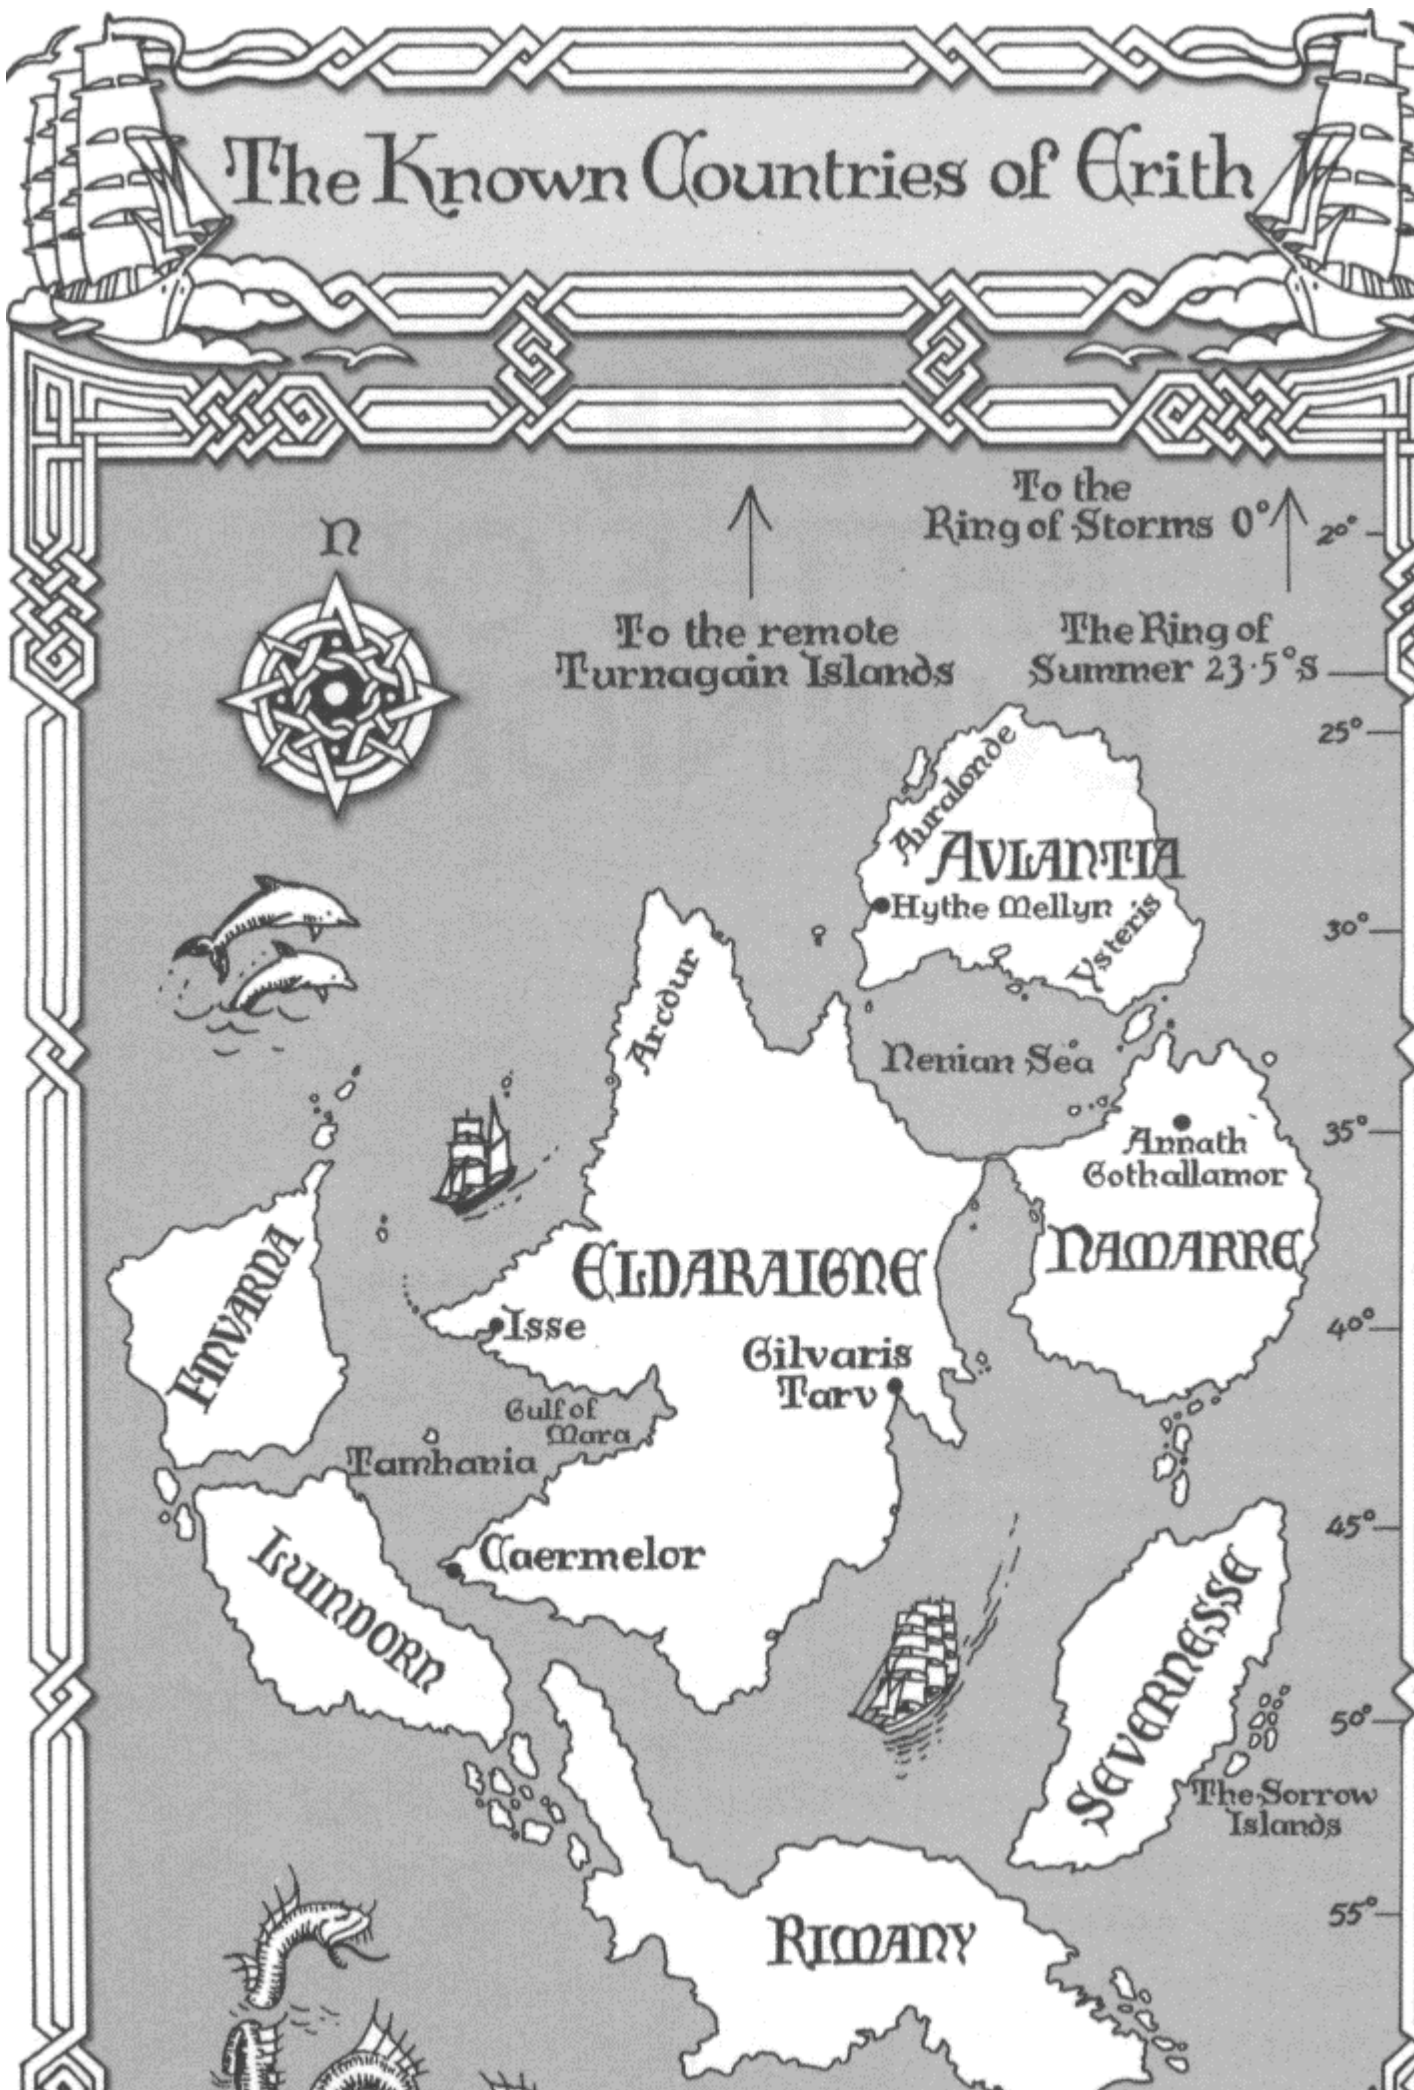 The Known Countries of Erith
N
To the
Ring of Storms 0°
2°
To the remote
Turnagain Islands
The Ring of
Summer 23·5°S
25°
Auralonde
AVLANTIA
Hythe Mellyn
Ysteris
30°
Arcdur
Nenian Sea
35°
Annath
Gothallamor
FINVARNA
ELDARAIGNE
NAMARRE
Isse
40°
Gilvaris
Tarv
Gulf of
Mara
Tamhania
LUINDORN
Caermelor
45°
SEVERNESSE
50°
The Sorrow
Islands
55°
RIMANY